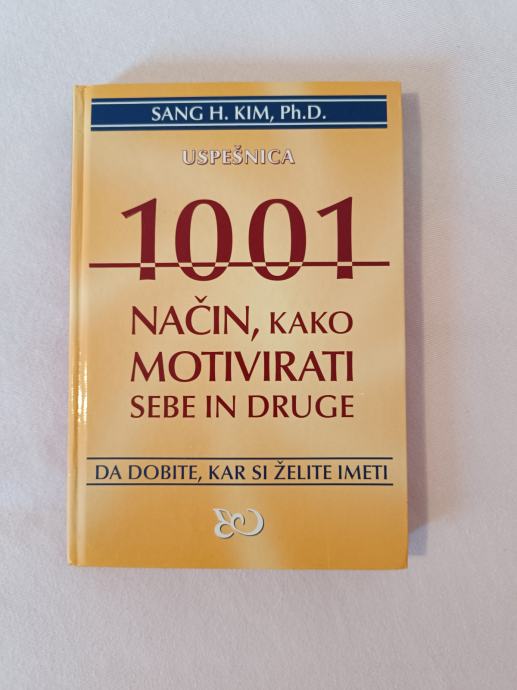 SANG H. KIM, Ph.D.
USPEŠNICA
1001
NAČIN, KAKO
MOTIVIRATI
SEBE IN DRUGE
DA DOBITE, KAR SI ŽELITE IMETI